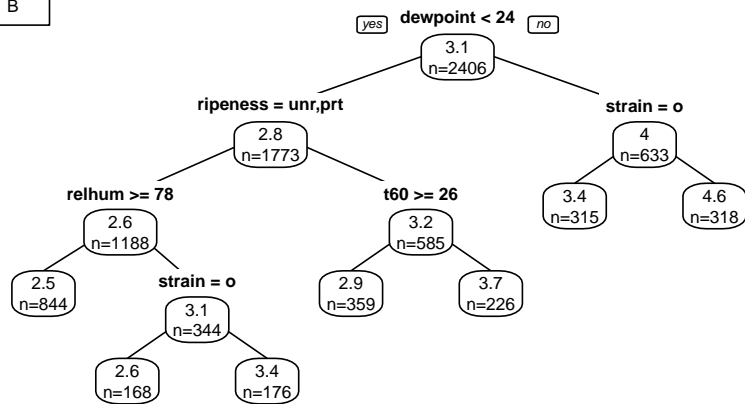 B
dewpoint < 24
yes
no
3.1
n=2406
ripeness = unr,prt
strain = o
2.8
n=1773
4
n=633
relhum >= 78
t60 >= 26
3.4
n=315
4.6
n=318
2.6
n=1188
3.2
n=585
strain = o
2.5
n=844
3.1
n=344
2.9
n=359
3.7
n=226
2.6
n=168
3.4
n=176